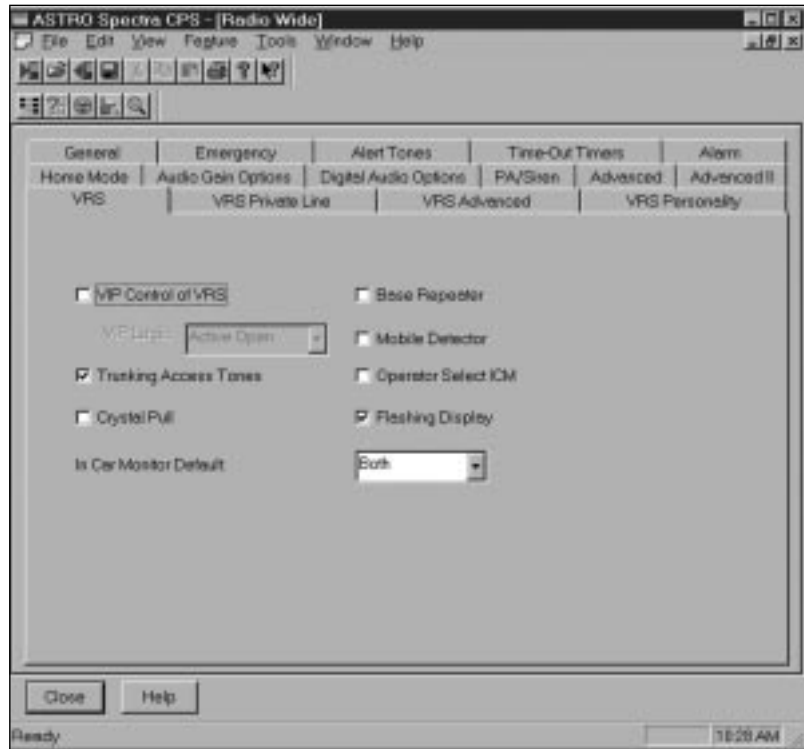 ASTRO Spectra CPS - [Radio Wide]
File Edit View Feature Tools Window Help
General Emergency Alert Tones Time-Out Timers Alarm
Home Mode Audio Gain Options Digital Audio Options PA/Siren Advanced Advanced II
VRS VRS Private Line VRS Advanced VRS Personality
VIP Control of VRS Base Repeater
Active Open Mobile Detector
Trunking Access Tones Operator Select ICM
Crystal Pull Flashing Display
In Car Monitor Default Both
Close Help
Ready 10:28 AM